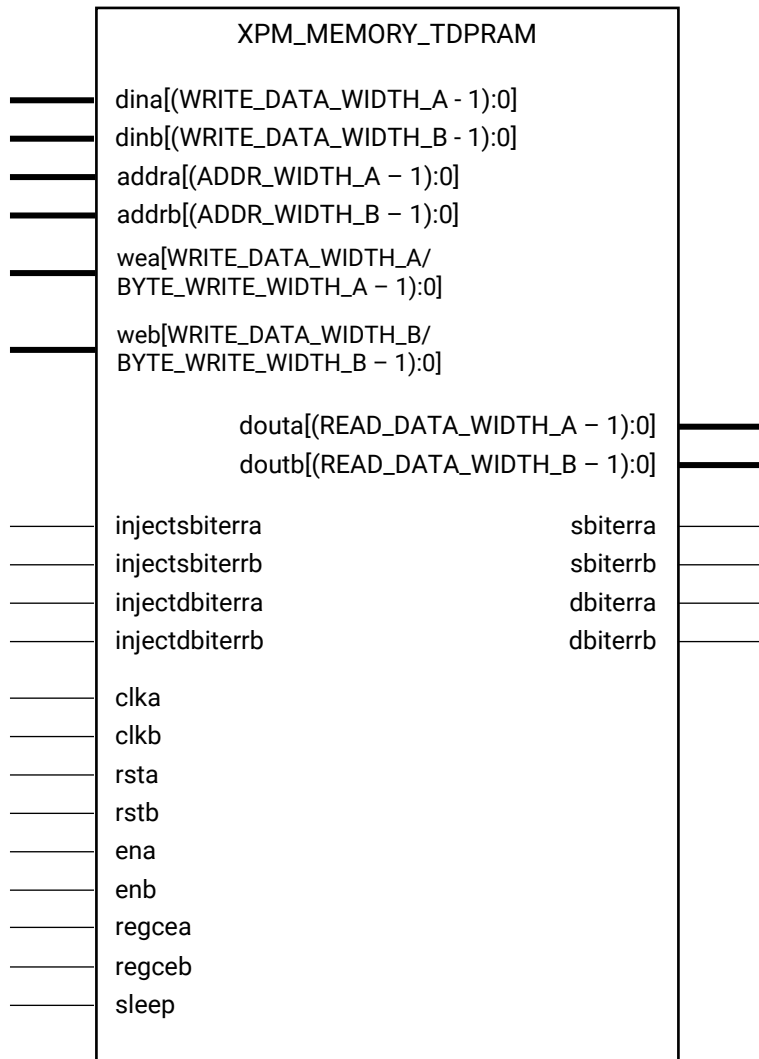 XPM_MEMORY_TDPRAM
dina[(WRITE_DATA_WIDTH_A - 1):0]
dinb[(WRITE_DATA_WIDTH_B - 1):0]
addra[(ADDR_WIDTH_A – 1):0]
addrb[(ADDR_WIDTH_B – 1):0]
wea[WRITE_DATA_WIDTH_A/
BYTE_WRITE_WIDTH_A – 1):0]
web[WRITE_DATA_WIDTH_B/
BYTE_WRITE_WIDTH_B – 1):0]
douta[(READ_DATA_WIDTH_A – 1):0]
doutb[(READ_DATA_WIDTH_B – 1):0]
injectsbiterra sbiterra
injectsbiterrb sbiterrb
injectdbiterra dbiterra
injectdbiterrb dbiterrb
clka
clkb
rsta
rstb
ena
enb
regcea
regceb
sleep